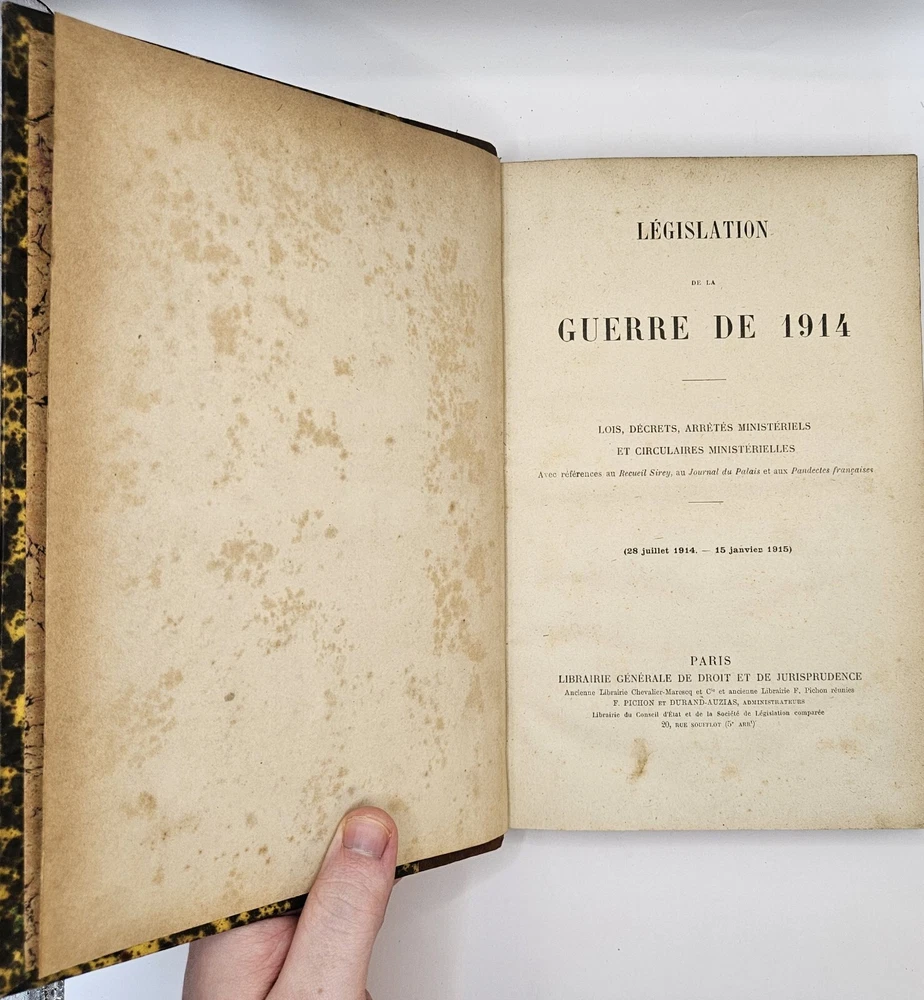 LÉGISLATION
DE LA
GUERRE DE 1914
LOIS, DÉCRETS, ARRÊTÉS MINISTÉRIELS
ET CIRCULAIRES MINISTÉRIELLES
Avec références au Recueil Sirey, au Journal du Palais et aux Pandectes françaises
(28 juillet 1914. — 15 janvier 1915)
PARIS
LIBRAIRIE GÉNÉRALE DE DROIT ET DE JURISPRUDENCE
Ancienne Librairie Chevalier-Marescq et Cie et ancienne Librairie F. Pichon réunies
F. PICHON ET DURAND-AUZIAS, ADMINISTRATEURS
Librairie du Conseil d'État et de la Société de Législation comparée
20, RUE SOUFFLOT (5e ARRt)